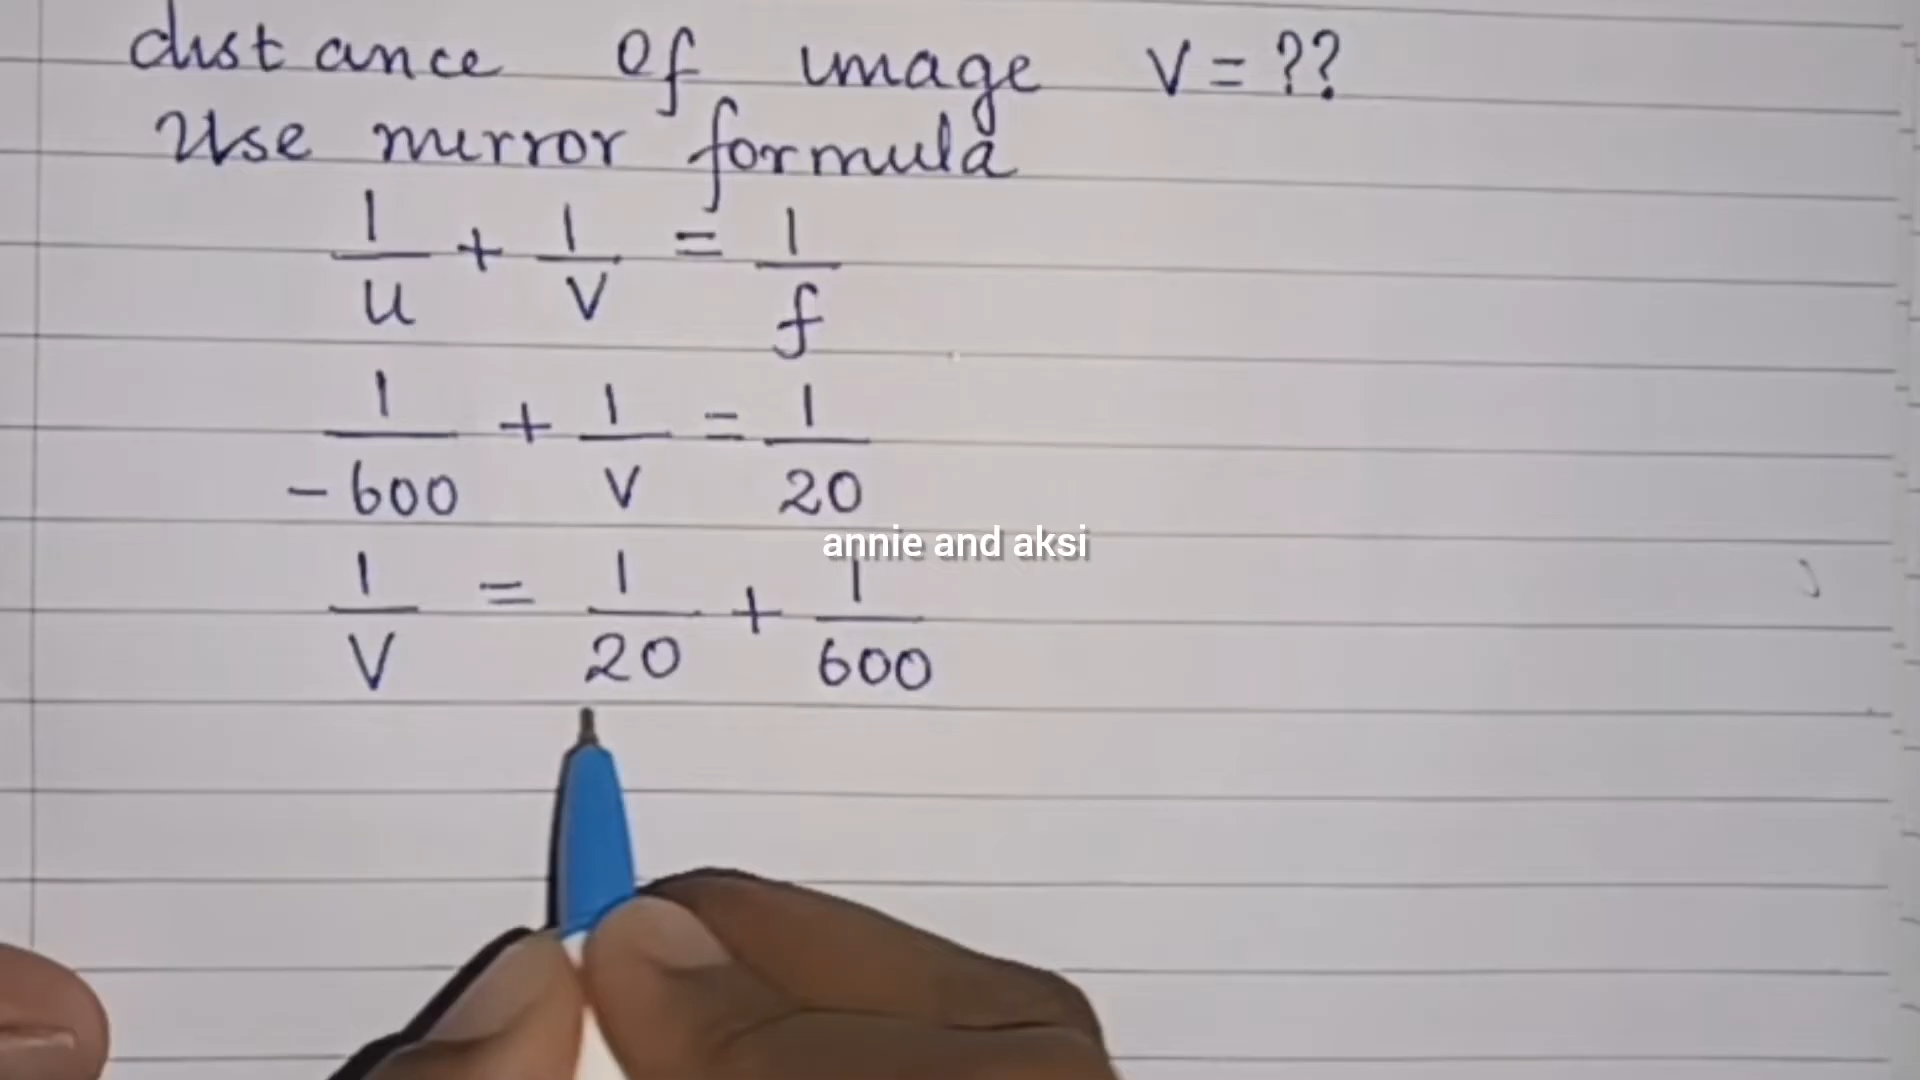 distance of image v = ??
Use mirror formula
1/u + 1/v = 1/f
1/-600 + 1/v = 1/20
annie and aksi
1/v = 1/20 + 1/600